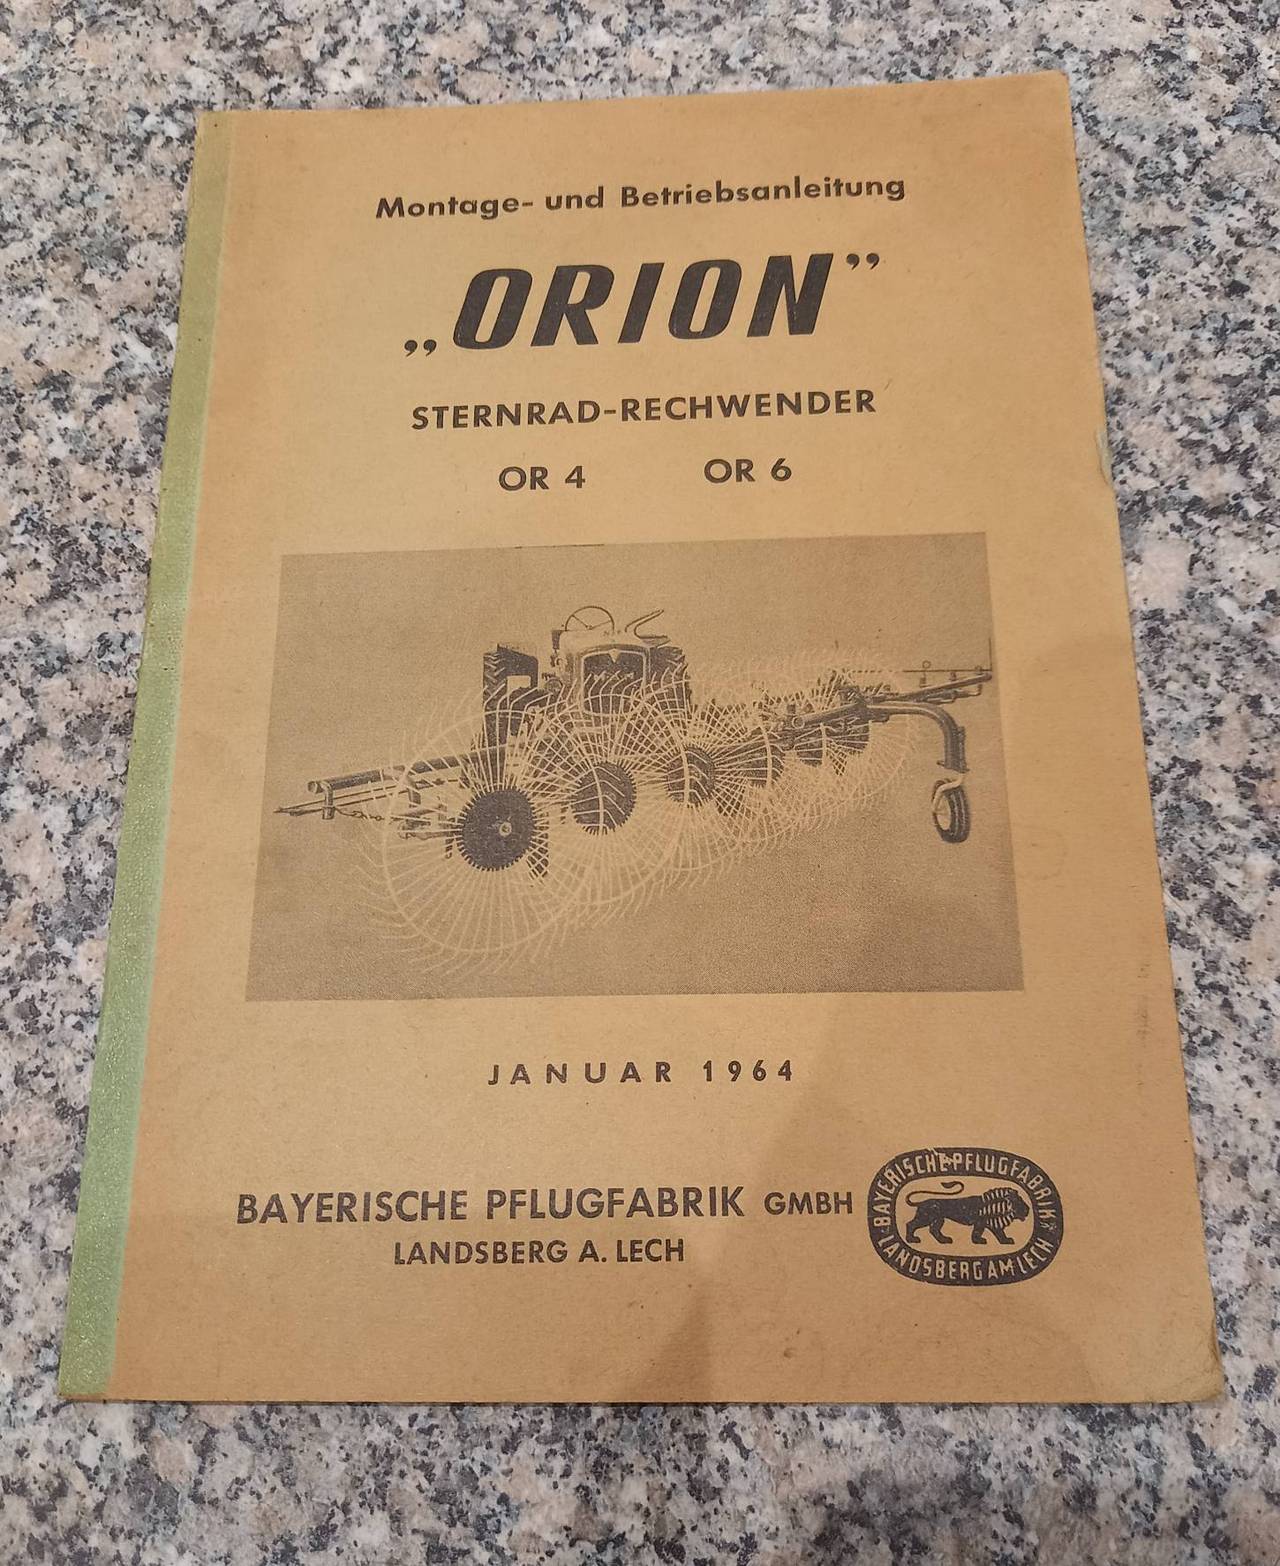 Montage- und Betriebsanleitung
„ORION”
STERNRAD-RECHWENDER
OR 4 OR 6
JANUAR 1964
BAYERISCHE PFLUGFABRIK GMBH
LANDSBERG A. LECH
BAYERISCHE PFLUGFABRIK
LANDSBERG AM LECH